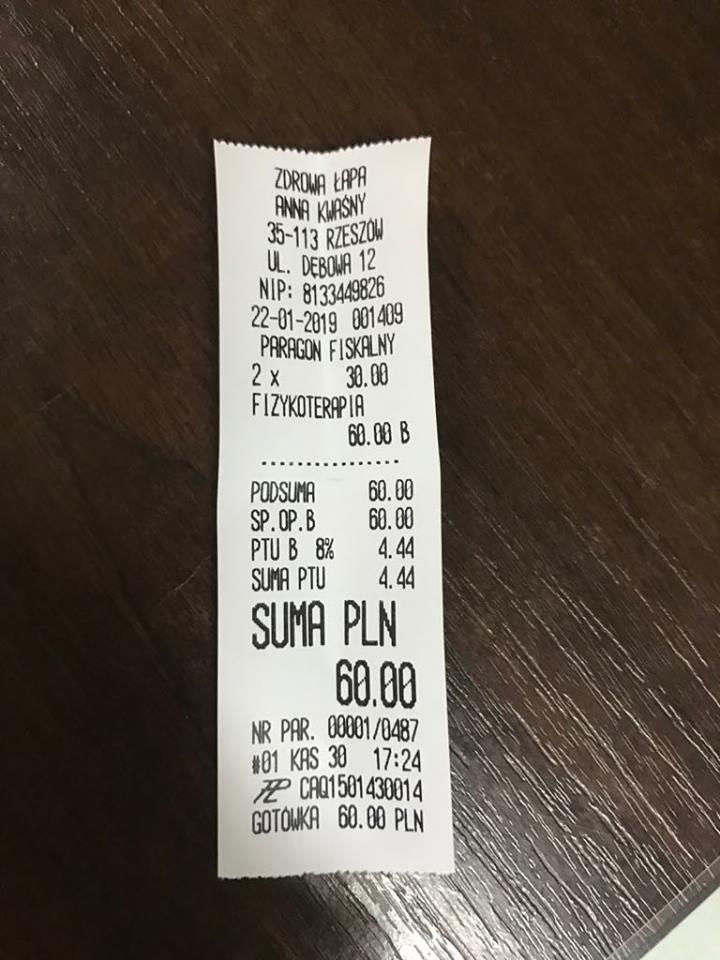 ZDROWA ŁAPA
ANNA KWAŚNY
35-113 RZESZÓW
UL. DĘBOWA 12
NIP: 8133449826
22-01-2019 001409
PARAGON FISKALNY
2 x 30.00
FIZYKOTERAPIA
60.00 B
PODSUMA 60.00
SP.OP.B 60.00
PTU B 8% 4.44
SUMA PTU 4.44
SUMA PLN
60.00
NR PAR. 00001/0487
#01 KAS 30 17:24
CAQ1501430014
GOTÓWKA 60.00 PLN